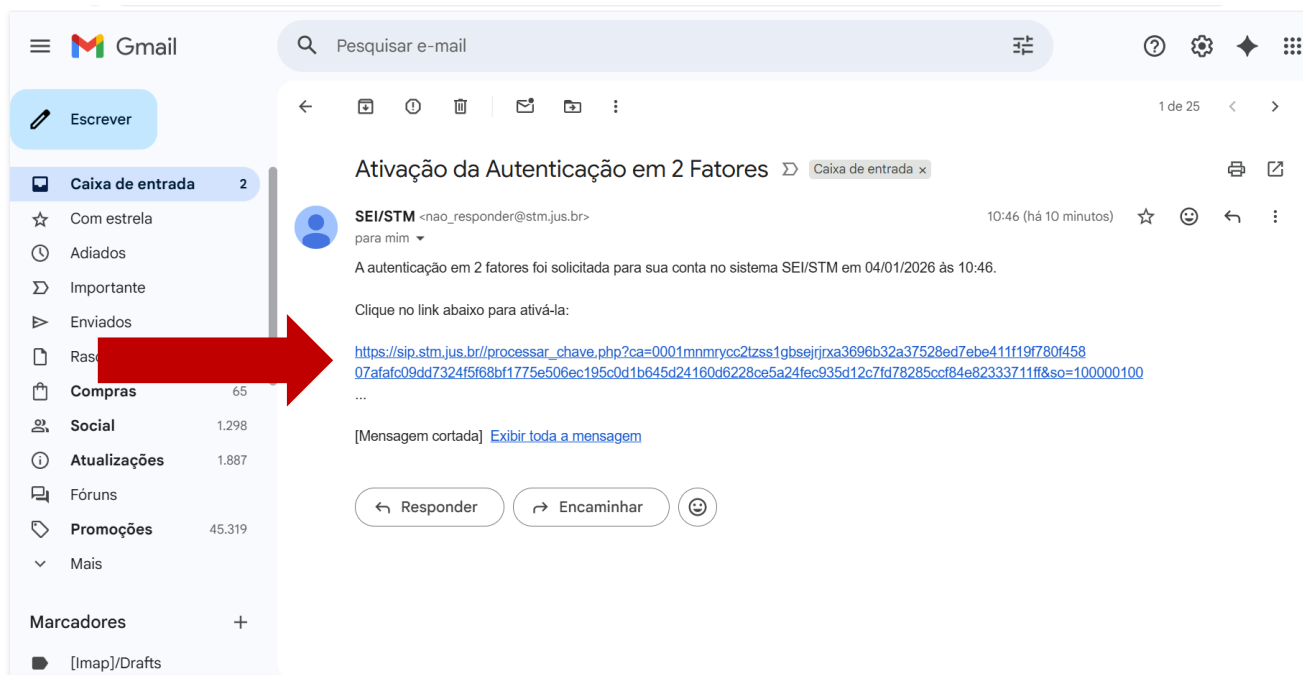 Gmail
Pesquisar e-mail
Escrever
1 de 25
Ativação da Autenticação em 2 Fatores
Caixa de entrada x
Caixa de entrada 2
Com estrela
Adiados
Importante
Enviados
Compras 65
Social 1.298
Atualizações 1.887
Fóruns
Promoções 45.319
Mais
Marcadores
[Imap]/Drafts
SEI/STM <nao_responder@stm.jus.br>
10:46 (há 10 minutos)
para mim
A autenticação em 2 fatores foi solicitada para sua conta no sistema SEI/STM em 04/01/2026 às 10:46.
Clique no link abaixo para ativá-la:
https://sip.stm.jus.br//processar_chave.php?ca=0001mnmrycc2tzss1gbsejrjrxa3696b32a37528ed7ebe411f19f780f458
07afafc09dd7324f5f68bf1775e506ec195c0d1b645d24160d6228ce5a24fec935d12c7fd78285ccf84e82333711ff&so=100000100
...
[Mensagem cortada] Exibir toda a mensagem
Responder
Encaminhar